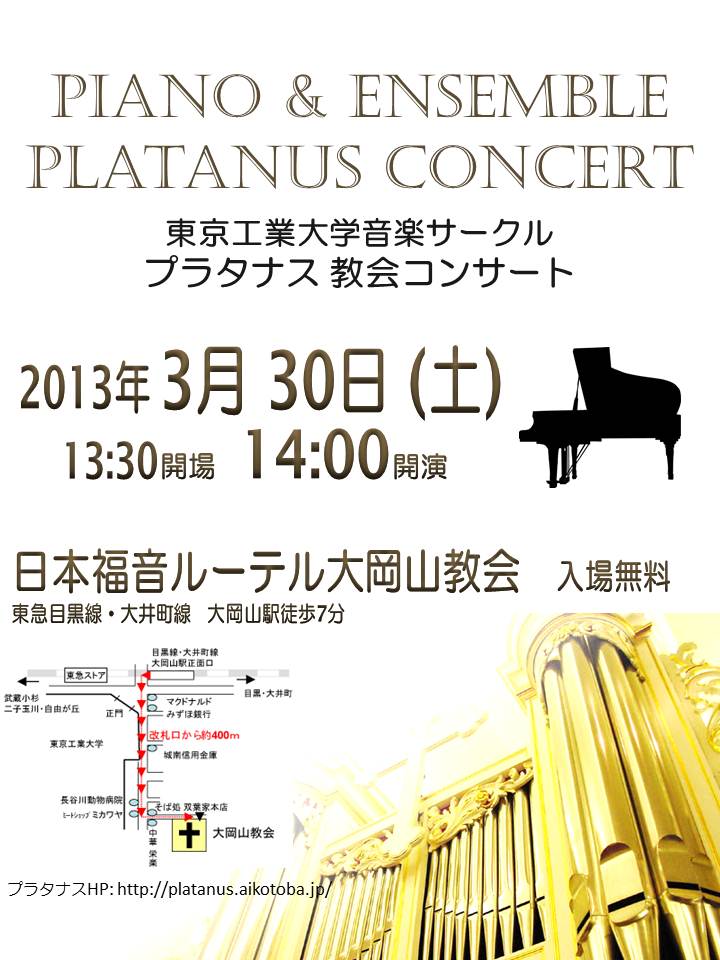 PIANO & ENSEMBLE
PLATANUS CONCERT
東京工業大学音楽サークル
プラタナス 教会コンサート
2013年 3月 30日 (土)
13:30開場 14:00開演
日本福音ルーテル大岡山教会 入場無料
東急目黒線・大井町線 大岡山駅徒歩7分
目黒線・大井町線
大岡山駅正面口
東急ストア
武蔵小杉
二子玉川・自由が丘
目黒・大井町
正門
マクドナルド
みずほ銀行
東京工業大学
改札口から約400m
城南信用金庫
長谷川動物病院
ミートショップ ミカワヤ
そば処 双葉家本店
中華 栄楽
大岡山教会
プラタナスHP: http://platanus.aikotoba.jp/